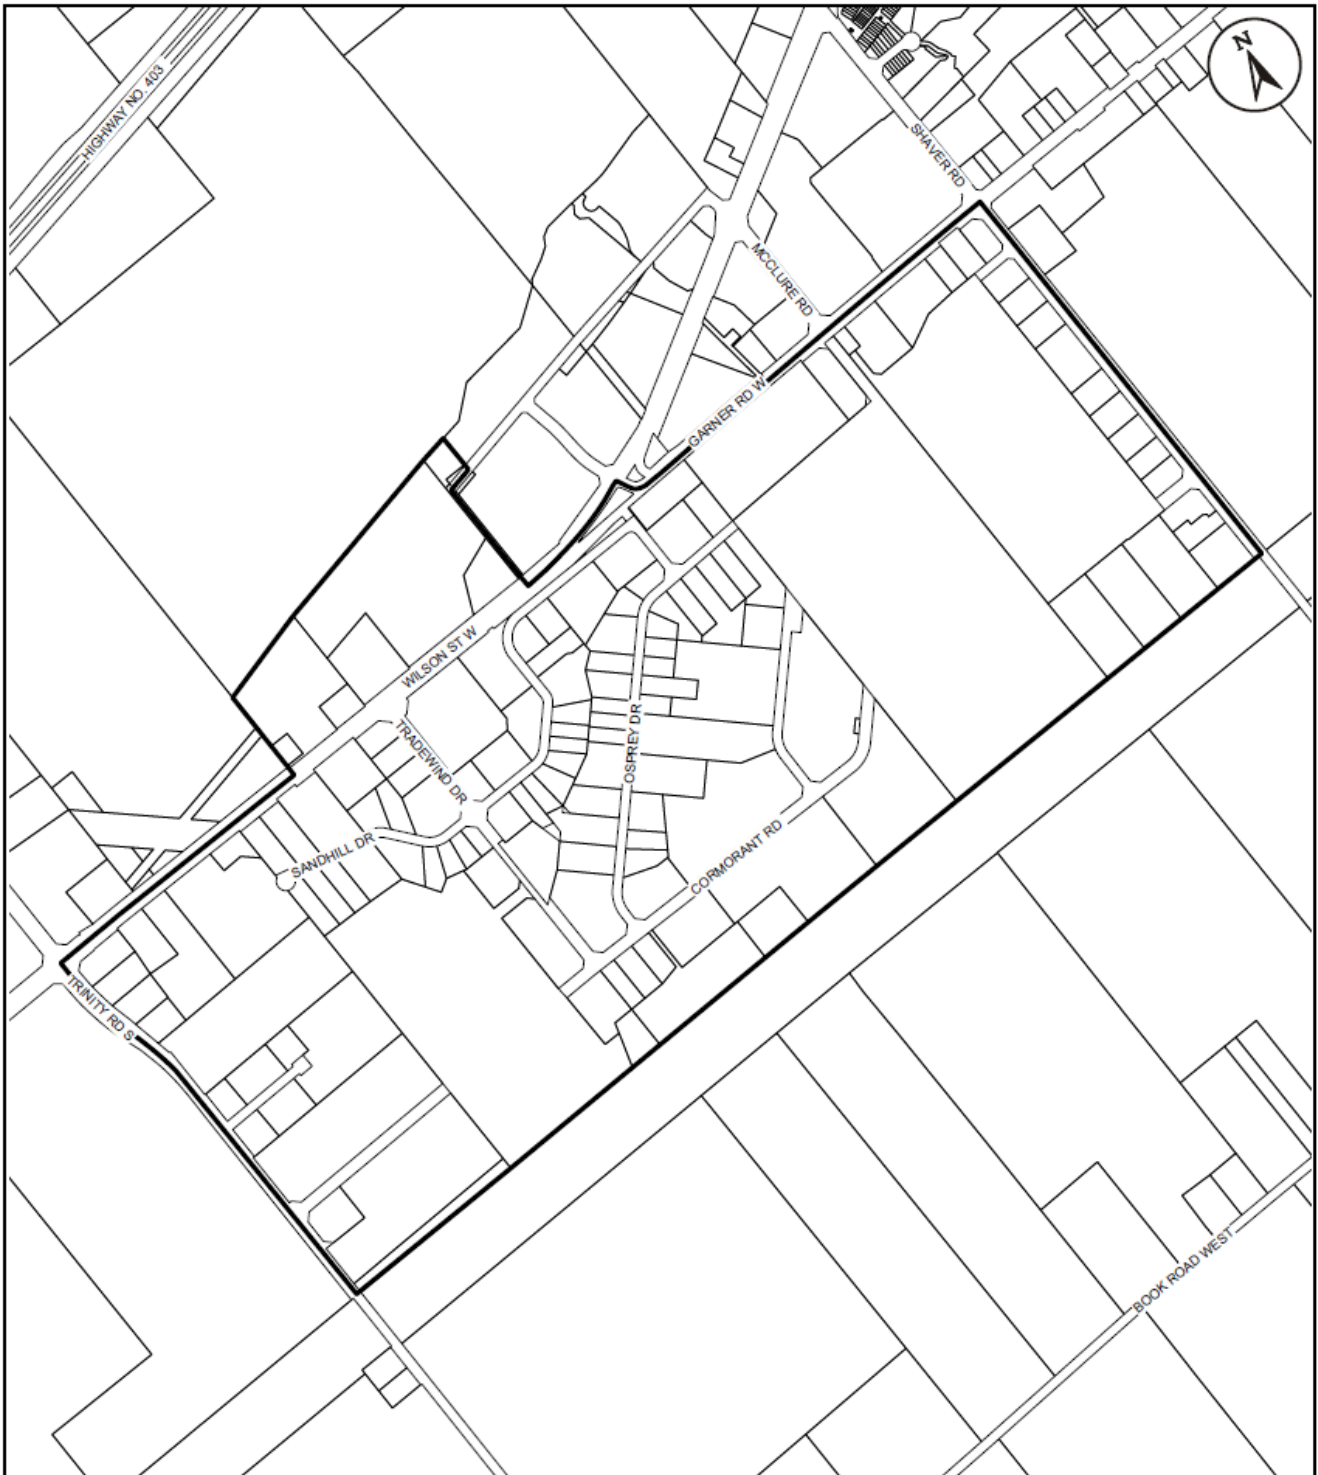 HIGHWAY NO. 403
N
SHAVER RD
MCCLURE RD
GARNER RD W
WILSON ST W
TRADEWIND DR
OSPREY DR
SANDHILL DR
CORMORANT RD
TRINITY RD S
BOOK ROAD WEST